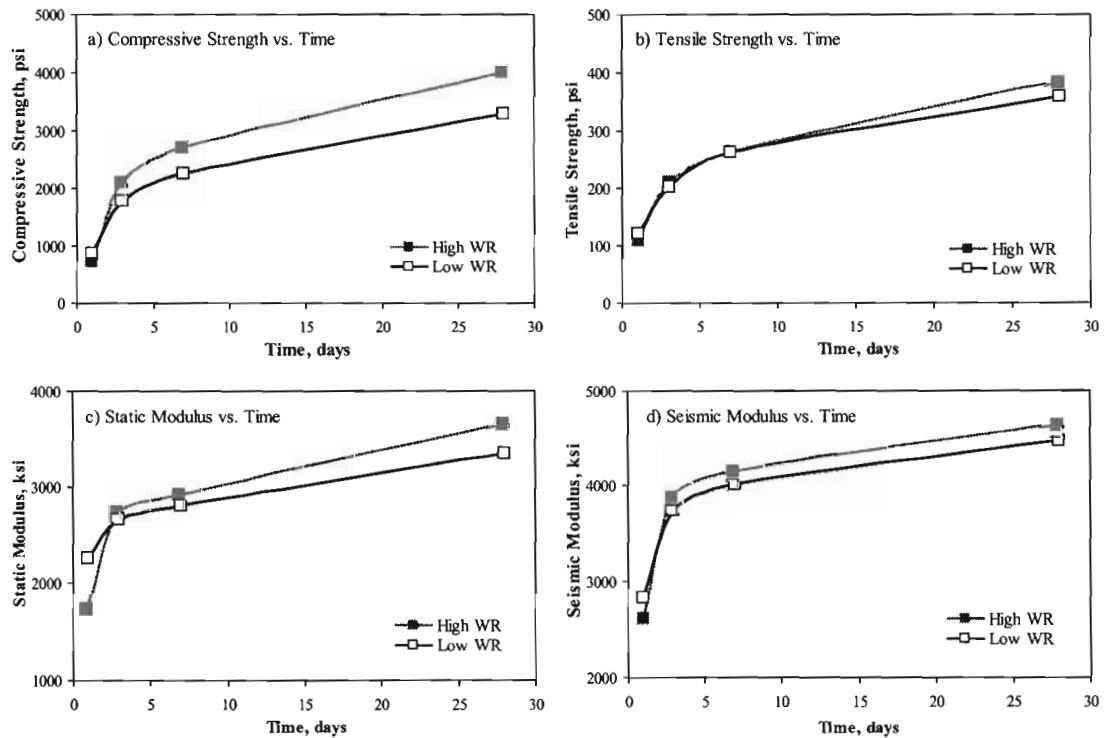 a) Compressive Strength vs. Time
5000
4000
3000
2000
1000
0
Compressive Strength, psi
High WR
Low WR
0 5 10 15 20 25 30
Time, days
b) Tensile Strength vs. Time
500
400
300
200
100
0
Tensile Strength, psi
High WR
Low WR
0 5 10 15 20 25 30
Time, days
c) Static Modulus vs. Time
4000
3000
2000
1000
Static Modulus, ksi
High WR
Low WR
0 5 10 15 20 25 30
Time, days
d) Seismic Modulus vs. Time
5000
4000
3000
2000
Seismic Modulus, ksi
High WR
Low WR
0 5 10 15 20 25 30
Time, days